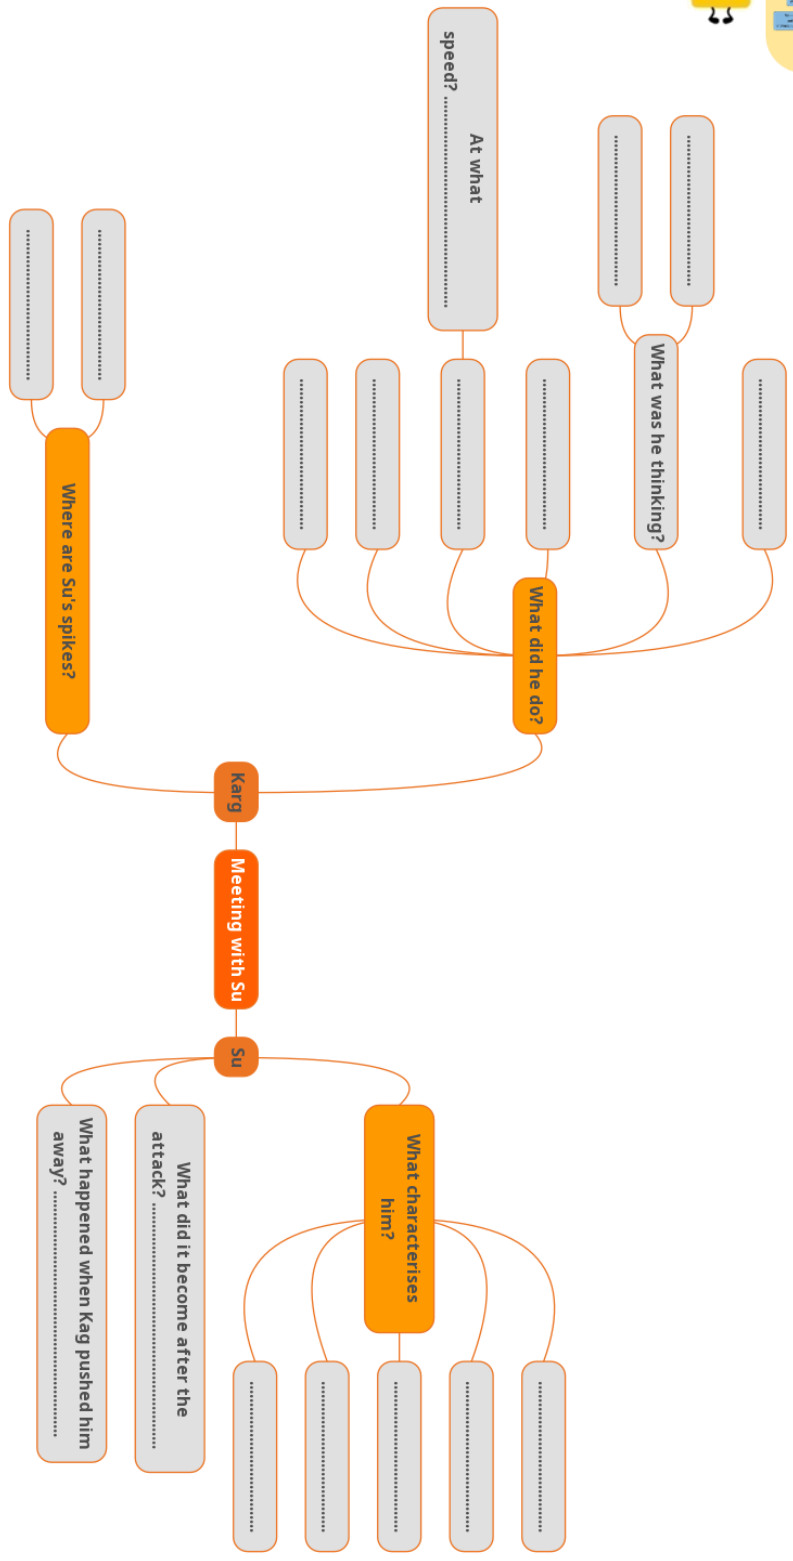 What was he thinking?
What did he do?
At what
speed? ..........................................
Where are Su's spikes?
Karg
Meeting with Su
Su
What characterises
him?
What did it become after the
attack? ..........................................
What happened when Kag pushed him
away? ..........................................